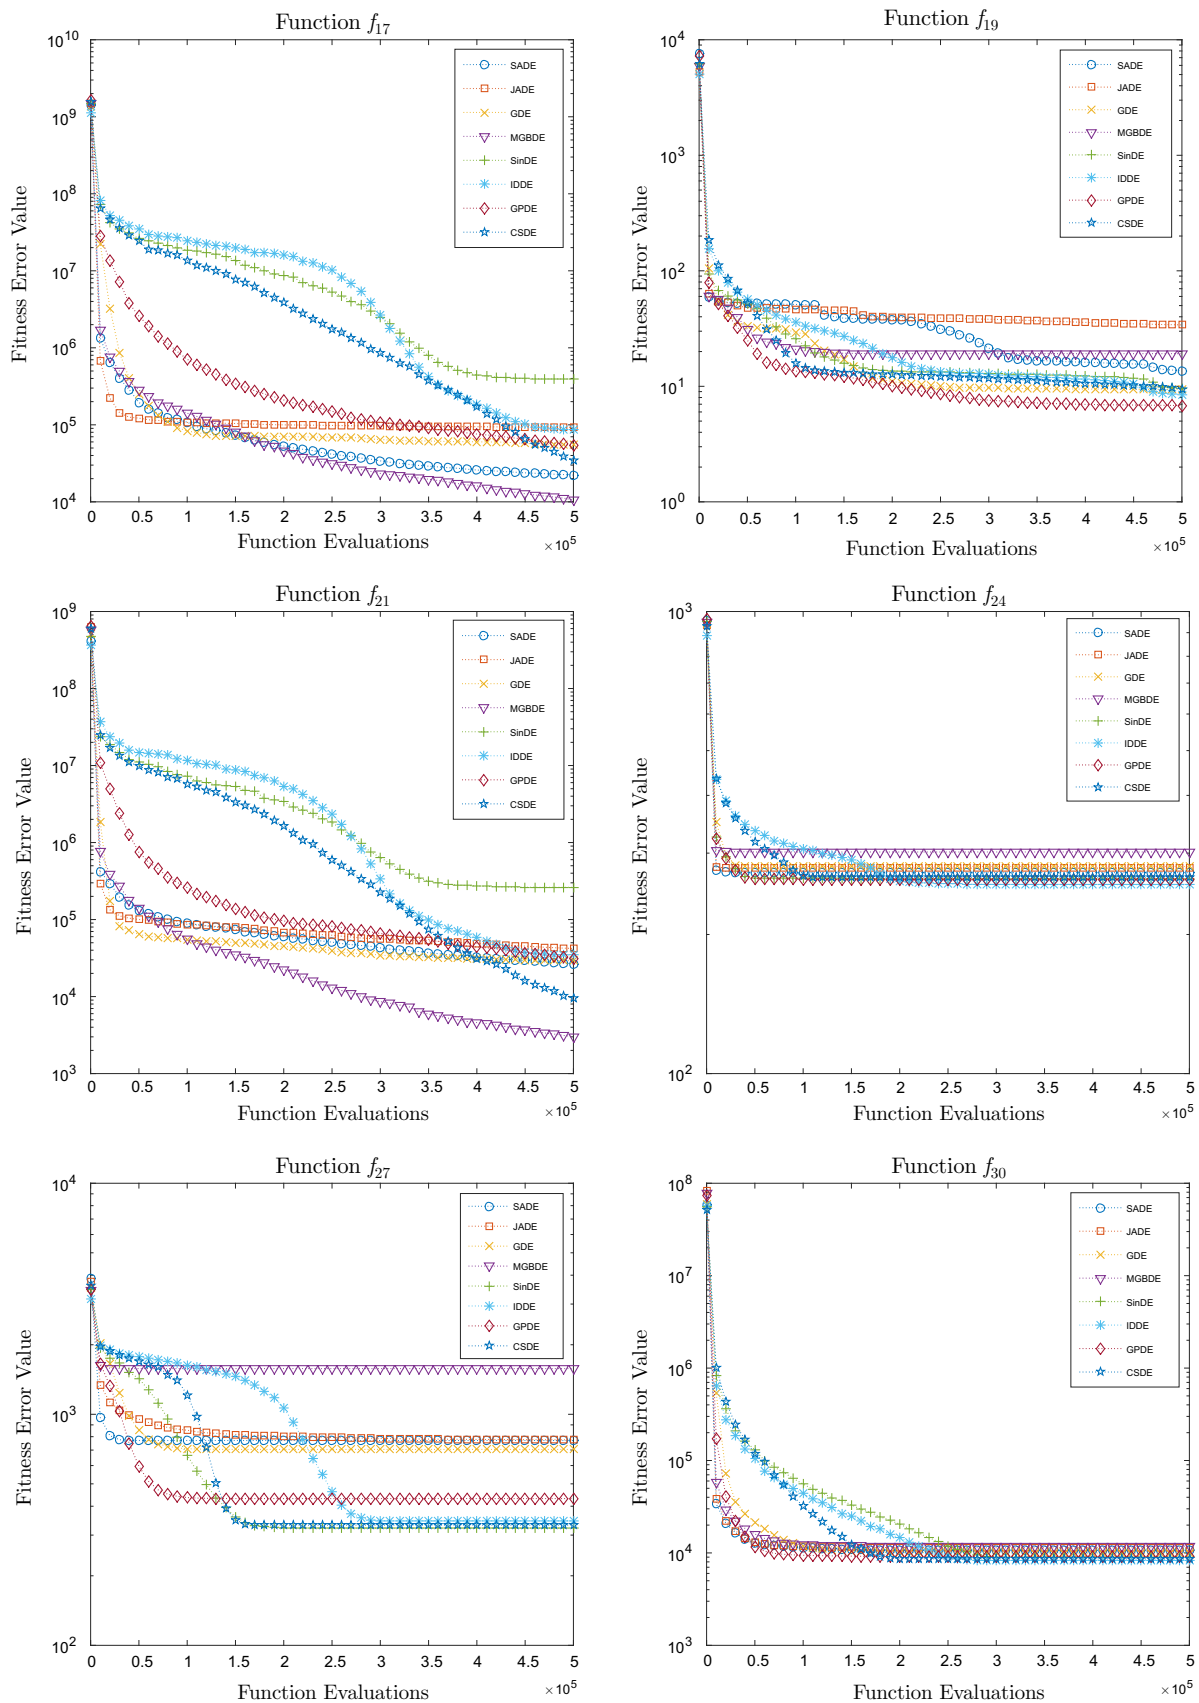 Function f17
10^10
10^9
10^8
10^7
10^6
10^5
10^4
Fitness Error Value
SADE
JADE
GDE
MGBDE
SinDE
IDDE
GPDE
CSDE
0 0.5 1 1.5 2 2.5 3 3.5 4 4.5 5
Function Evaluations ×10^5
Function f19
10^4
10^3
10^2
10^1
10^0
Fitness Error Value
SADE
JADE
GDE
MGBDE
SinDE
IDDE
GPDE
CSDE
0 0.5 1 1.5 2 2.5 3 3.5 4 4.5 5
Function Evaluations ×10^5
Function f21
10^9
10^8
10^7
10^6
10^5
10^4
10^3
Fitness Error Value
SADE
JADE
GDE
MGBDE
SinDE
IDDE
GPDE
CSDE
0 0.5 1 1.5 2 2.5 3 3.5 4 4.5 5
Function Evaluations ×10^5
Function f24
10^3
10^2
Fitness Error Value
SADE
JADE
GDE
MGBDE
SinDE
IDDE
GPDE
CSDE
0 0.5 1 1.5 2 2.5 3 3.5 4 4.5 5
Function Evaluations ×10^5
Function f27
10^4
10^3
10^2
Fitness Error Value
SADE
JADE
GDE
MGBDE
SinDE
IDDE
GPDE
CSDE
0 0.5 1 1.5 2 2.5 3 3.5 4 4.5 5
Function Evaluations ×10^5
Function f30
10^8
10^7
10^6
10^5
10^4
10^3
Fitness Error Value
SADE
JADE
GDE
MGBDE
SinDE
IDDE
GPDE
CSDE
0 0.5 1 1.5 2 2.5 3 3.5 4 4.5 5
Function Evaluations ×10^5